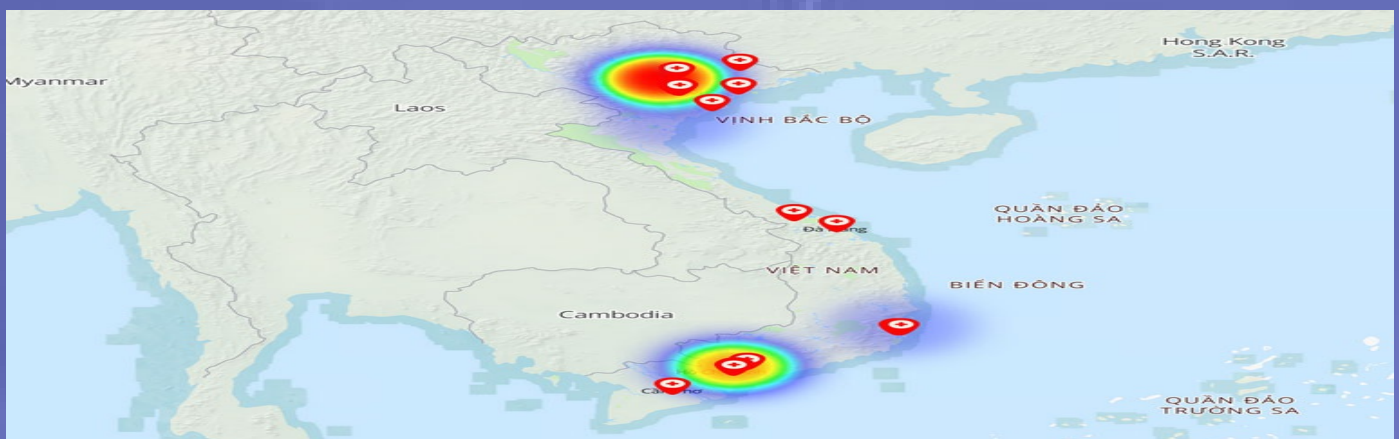 Hong Kong
S.A.R.
Myanmar
Laos
VỊNH BẮC BỘ
QUẦN ĐẢO
HOÀNG SA
VIỆT NAM
BIỂN ĐÔNG
Cambodia
QUẦN ĐẢO
TRƯỜNG SA